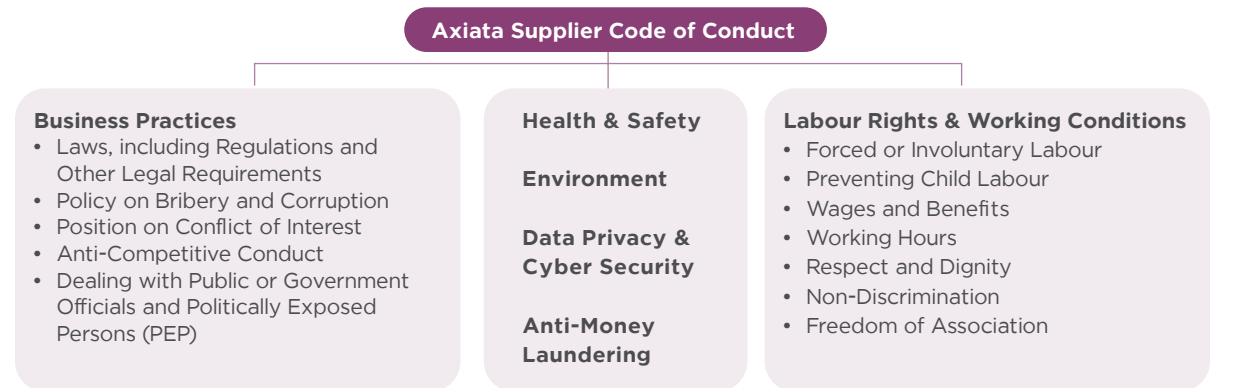 Axiata Supplier Code of Conduct
Business Practices
• Laws, including Regulations and
Other Legal Requirements
• Policy on Bribery and Corruption
• Position on Conflict of Interest
• Anti-Competitive Conduct
• Dealing with Public or Government
Officials and Politically Exposed
Persons (PEP)
Health & Safety
Environment
Data Privacy &
Cyber Security
Anti-Money
Laundering
Labour Rights & Working Conditions
• Forced or Involuntary Labour
• Preventing Child Labour
• Wages and Benefits
• Working Hours
• Respect and Dignity
• Non-Discrimination
• Freedom of Association